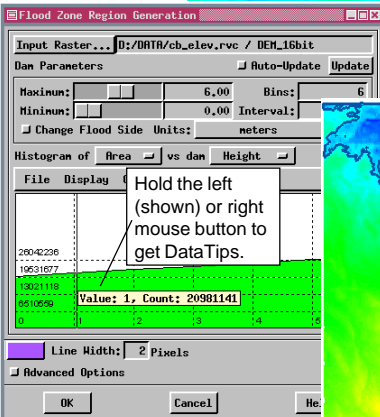 Flood Zone Region Generation
Input Raster... D:/DATA/cb_elev.rvc / DEM_16bit
Dam Parameters Auto-Update Update
Maximum: 6.00 Bins: 6
Minimum: 0.00 Interval:
Change Flood Side Units: meters
Histogram of Area vs dam Height
File Display
Hold the left
(shown) or right
mouse button to
get DataTips.
26042236
19531677
13021118
6510559
Value: 1, Count: 20981141
0 1 2 3 4 5
Line Width: 2 Pixels
Advanced Options
OK Cancel He